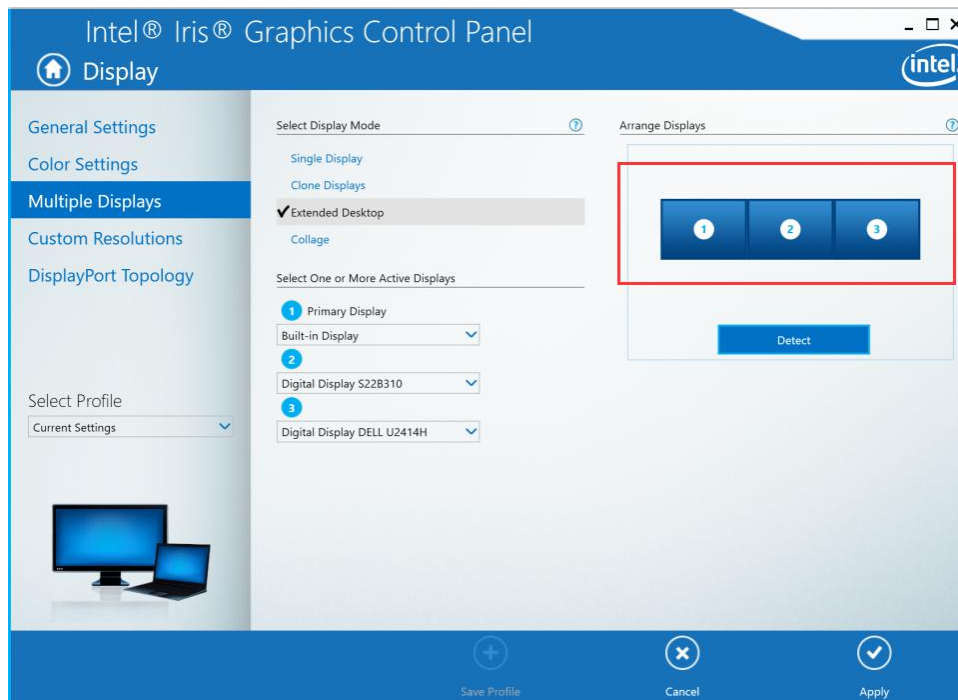 Intel® Iris® Graphics Control Panel
Display
intel
General Settings
Color Settings
Multiple Displays
Custom Resolutions
DisplayPort Topology
Select Profile
Current Settings
Select Display Mode
?
Single Display
Clone Displays
Extended Desktop
Collage
Select One or More Active Displays
1 Primary Display
Built-in Display
2
Digital Display S22B310
3
Digital Display DELL U2414H
Arrange Displays
?
1 2 3
Detect
Save Profile
Cancel
Apply